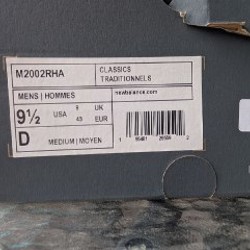 M2002RHA
CLASSICS
TRADITIONNELS
MENS | HOMMES
newbalance.com
9½ USA 9 UK
43 EUR
D
MEDIUM | MOYEN